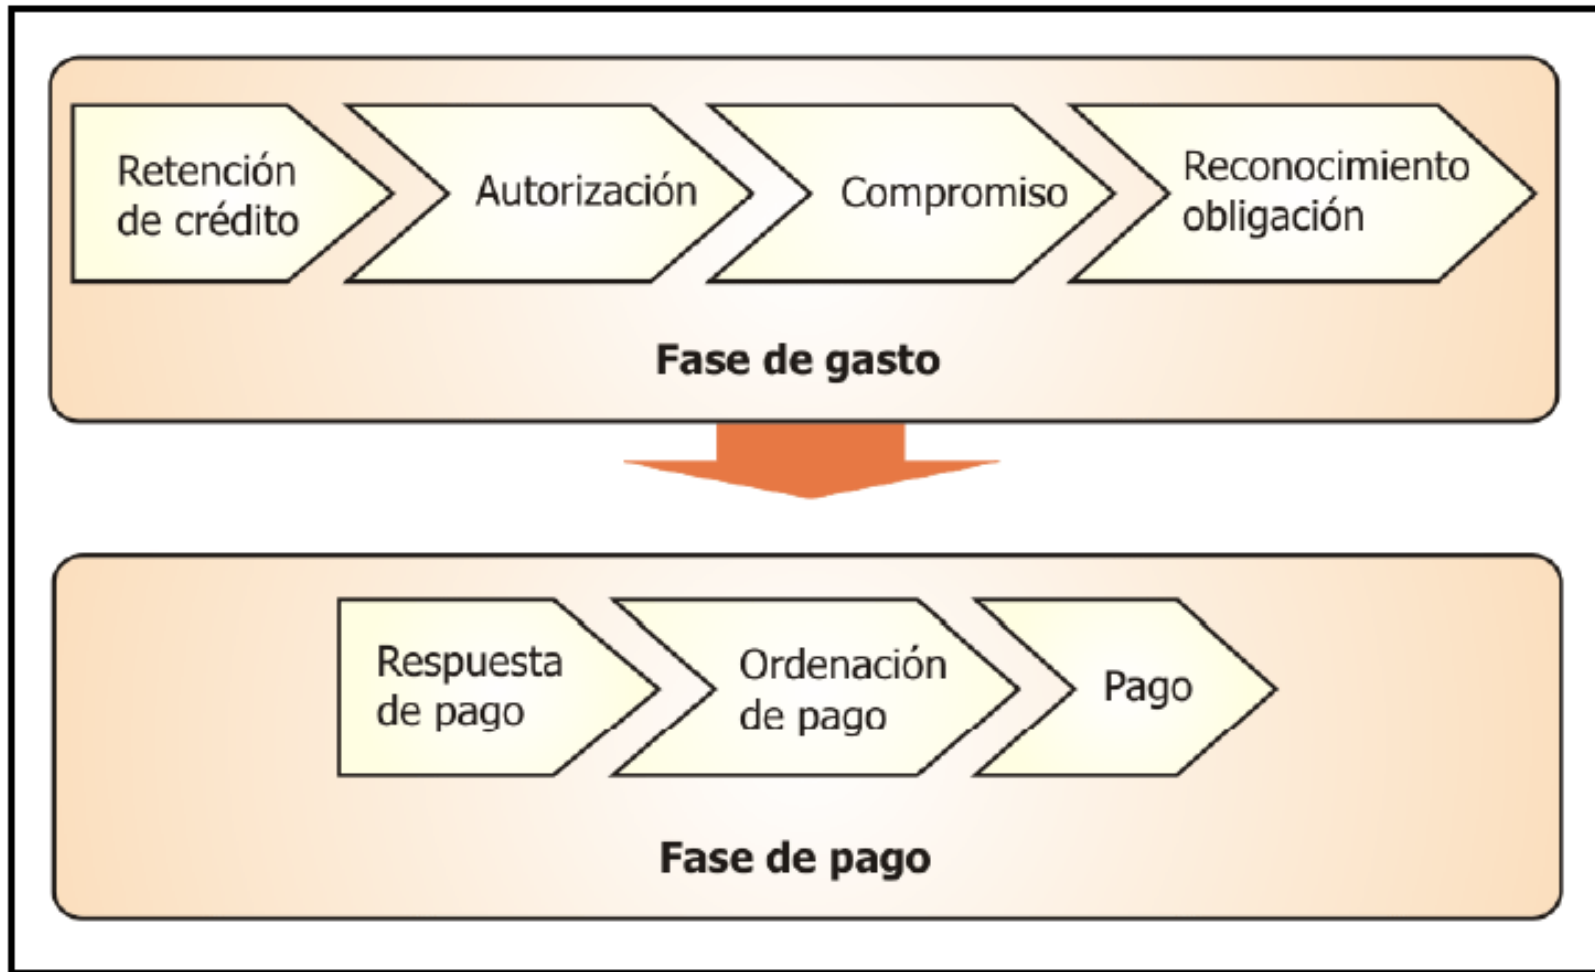 Retención
de crédito
Autorización
Compromiso
Reconocimiento
obligación
Fase de gasto
Respuesta
de pago
Ordenación
de pago
Pago
Fase de pago